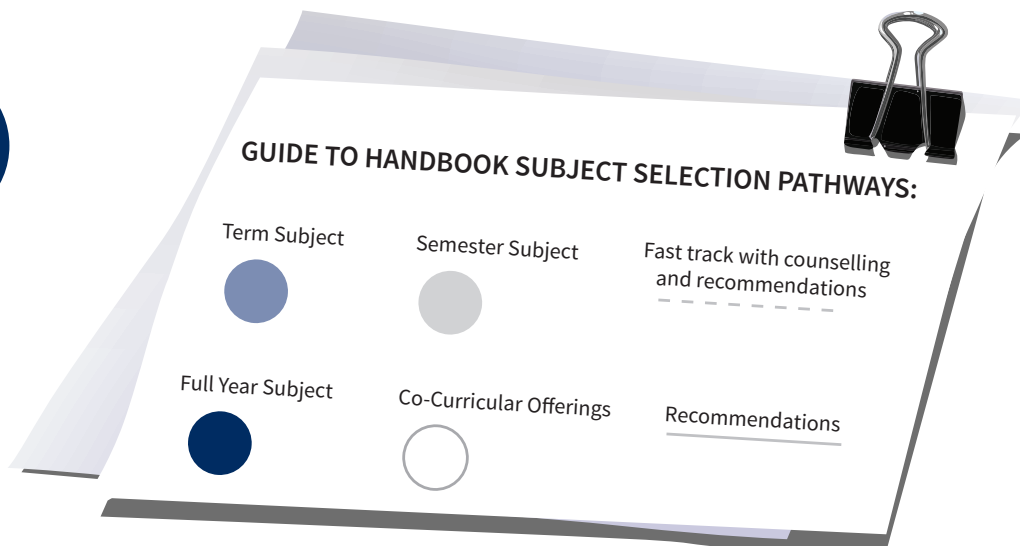 GUIDE TO HANDBOOK SUBJECT SELECTION PATHWAYS:
Term Subject
Semester Subject
Fast track with counselling
and recommendations
Full Year Subject
Co-Curricular Offerings
Recommendations